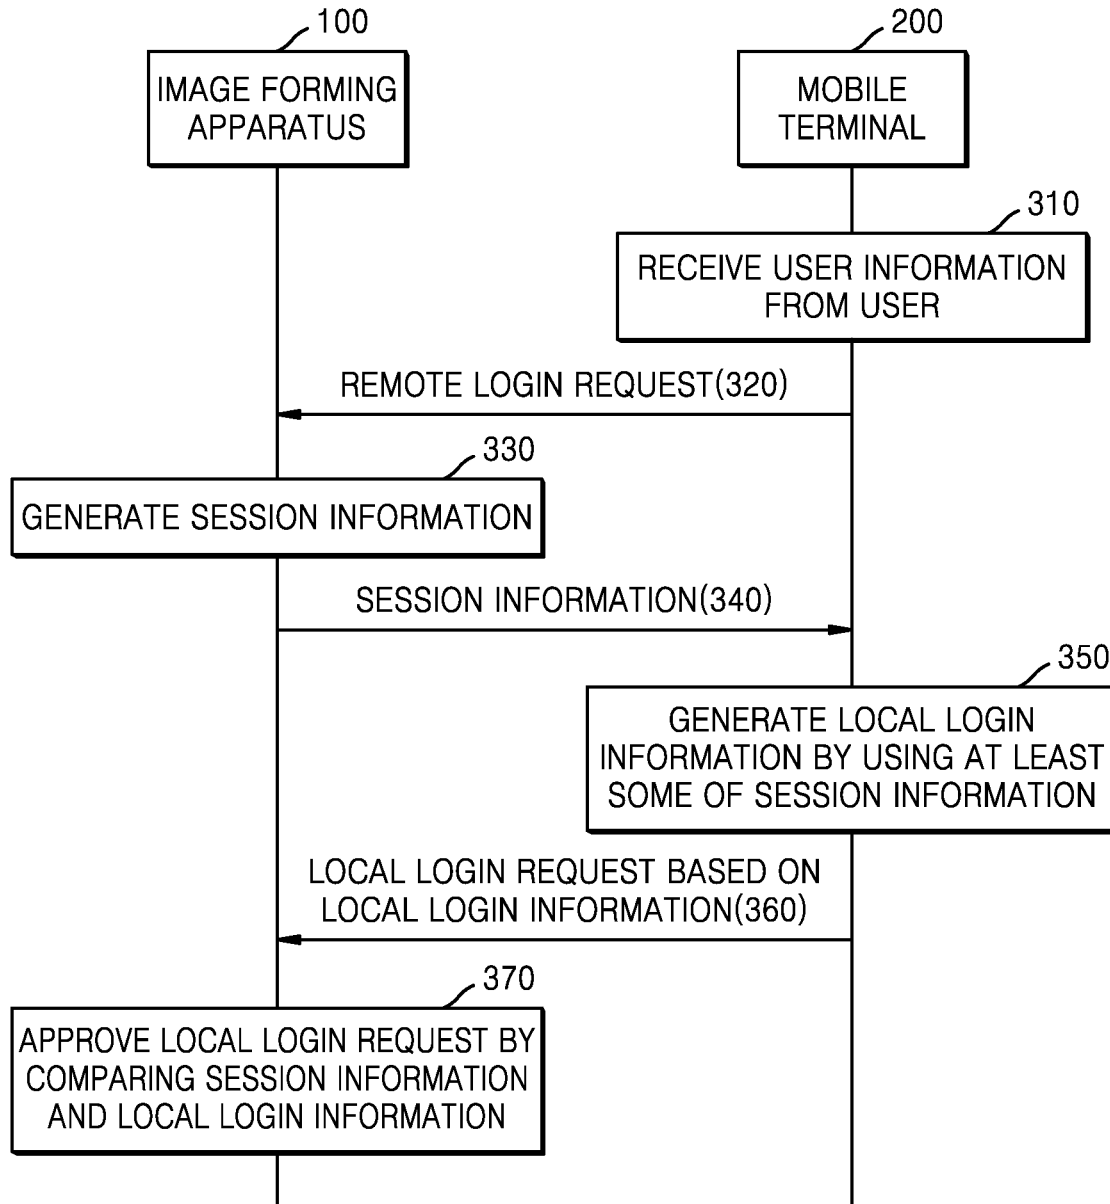 100
IMAGE FORMING
APPARATUS
200
MOBILE
TERMINAL
310
RECEIVE USER INFORMATION
FROM USER
REMOTE LOGIN REQUEST(320)
330
GENERATE SESSION INFORMATION
SESSION INFORMATION(340)
350
GENERATE LOCAL LOGIN
INFORMATION BY USING AT LEAST
SOME OF SESSION INFORMATION
LOCAL LOGIN REQUEST BASED ON
LOCAL LOGIN INFORMATION(360)
370
APPROVE LOCAL LOGIN REQUEST BY
COMPARING SESSION INFORMATION
AND LOCAL LOGIN INFORMATION